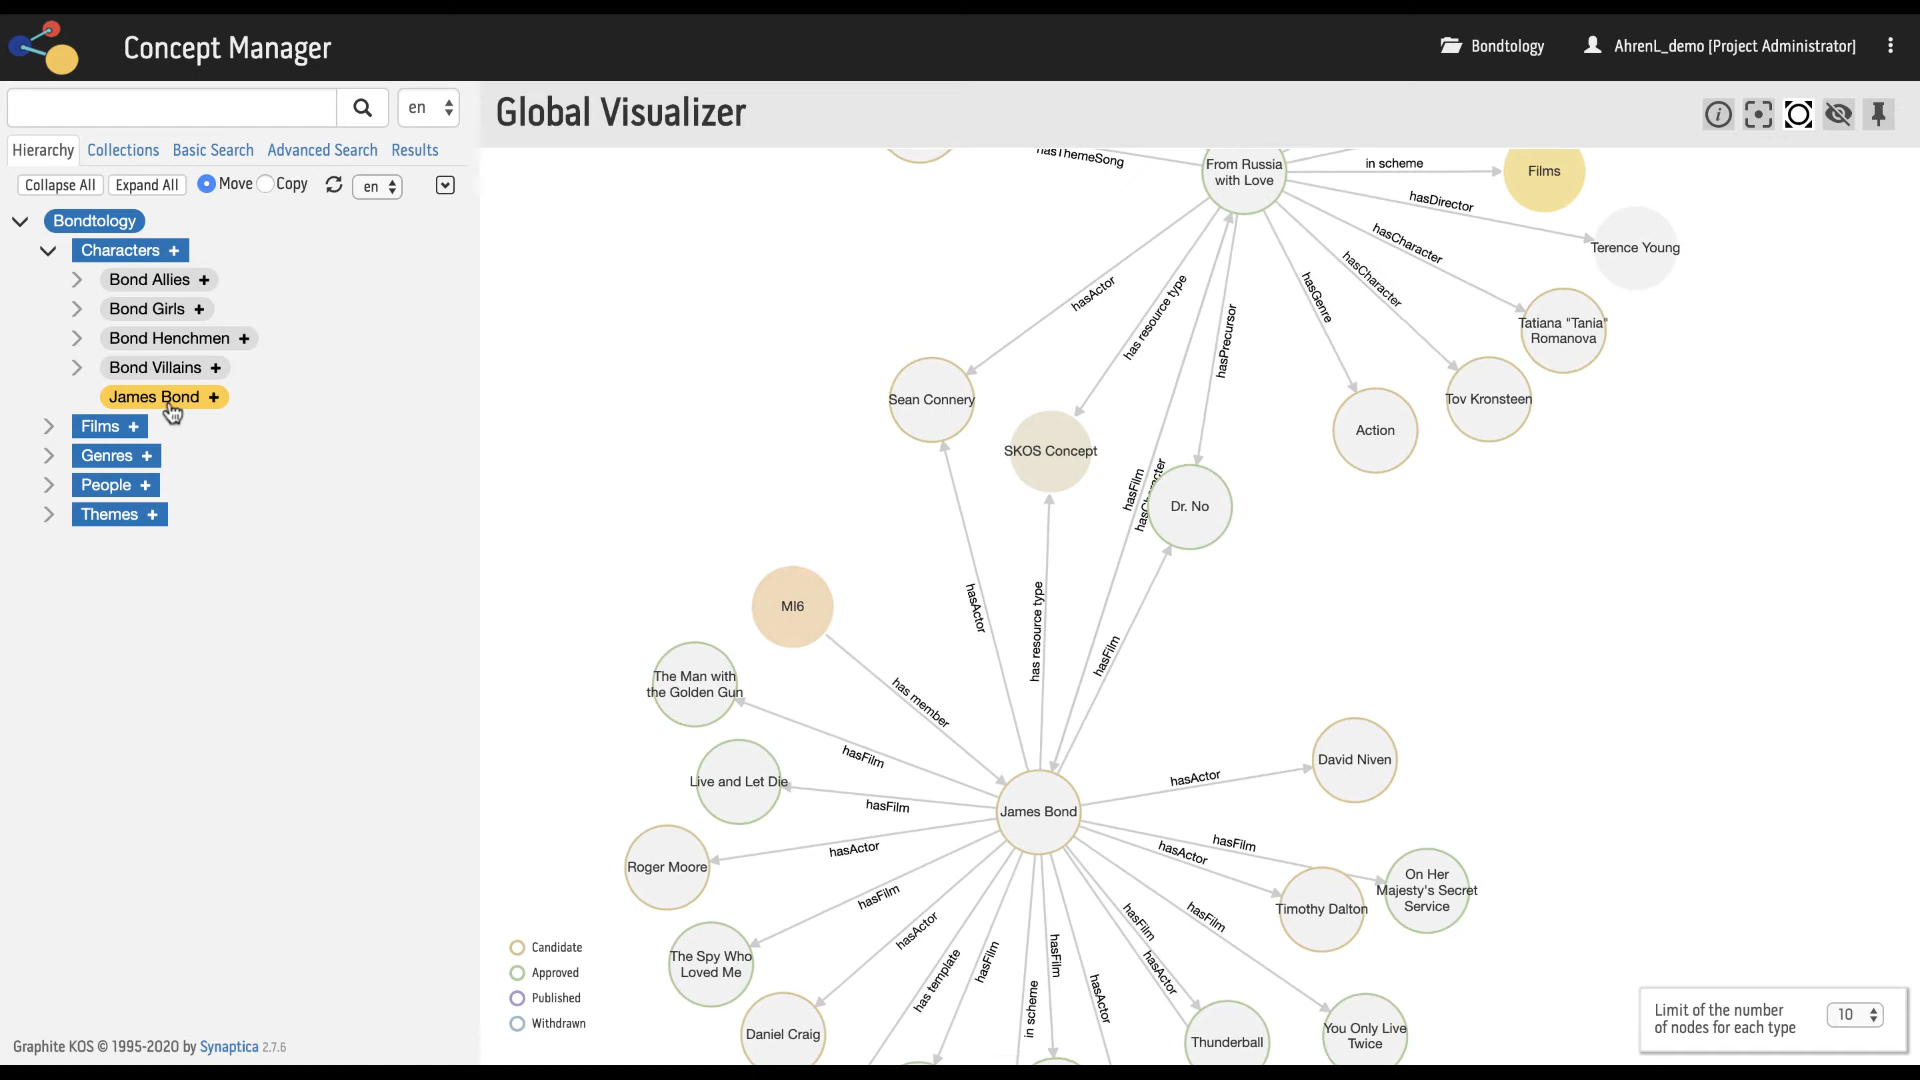 Concept Manager
Bondtology
AhrenL_demo [Project Administrator]
en
Global Visualizer
Hierarchy
Collections
Basic Search
Advanced Search
Results
Collapse All
Expand All
Move
Copy
en
Bondtology
Characters +
Bond Allies +
Bond Girls +
Bond Henchmen +
Bond Villains +
James Bond +
Films +
Genres +
People +
Themes +
Graphite KOS © 1995-2020 by Synaptica 2.7.6
hasThemeSong
From Russia
with Love
in scheme
Films
hasDirector
Terence Young
hasCharacter
hasCharacter
hasGenre
hasActor
has resource type
hasPrecursor
Tatiana "Tania"
Romanova
Sean Connery
Tov Kronsteen
Action
SKOS Concept
hasFilm
hasCharacter
Dr. No
MI6
hasActor
has resource type
hasFilm
The Man with
the Golden Gun
has member
hasFilm
Live and Let Die
hasFilm
James Bond
hasActor
David Niven
Roger Moore
hasActor
hasFilm
hasActor
On Her
Majesty's Secret
Service
Timothy Dalton
hasFilm
hasActor
hasFilm
hasFilm
The Spy Who
Loved Me
has template
hasFilm
in scheme
hasFilm
hasActor
hasActor
Daniel Craig
Thunderball
You Only Live
Twice
Candidate
Approved
Published
Withdrawn
Limit of the number
of nodes for each type
10